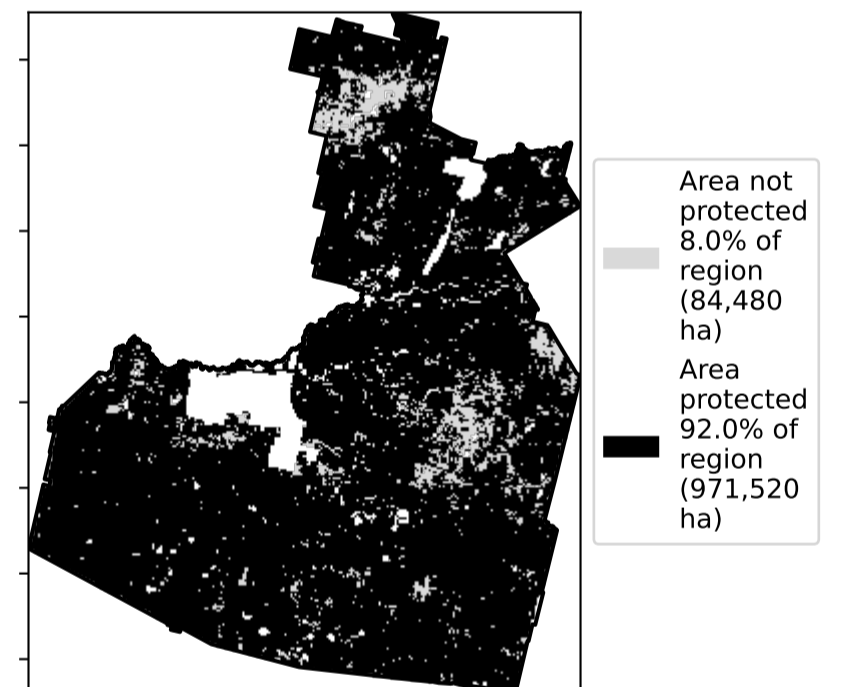 Area not
protected
8.0% of
region
(84,480
ha)
Area
protected
92.0% of
region
(971,520
ha)